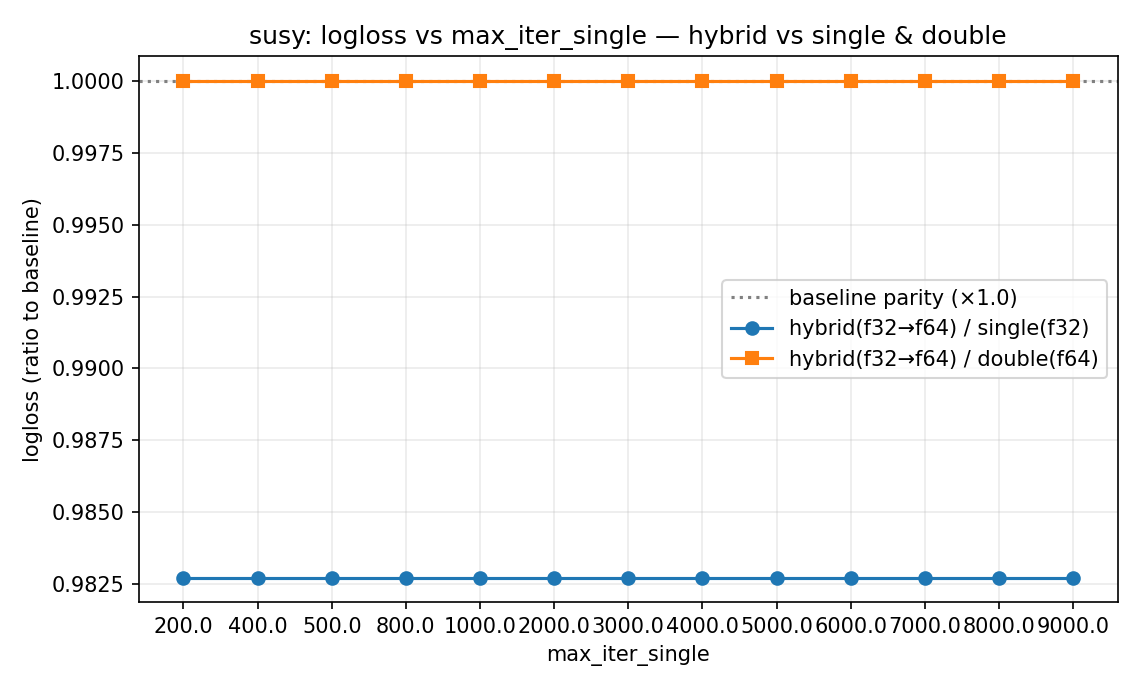 susy: logloss vs max_iter_single — hybrid vs single & double
logloss (ratio to baseline)
1.0000
0.9975
0.9950
0.9925
0.9900
0.9875
0.9850
0.9825
baseline parity (×1.0)
hybrid(f32→f64) / single(f32)
hybrid(f32→f64) / double(f64)
200.0 400.0 500.0 800.0 1000.0 2000.0 3000.0 4000.0 5000.0 6000.0 7000.0 8000.0 9000.0
max_iter_single